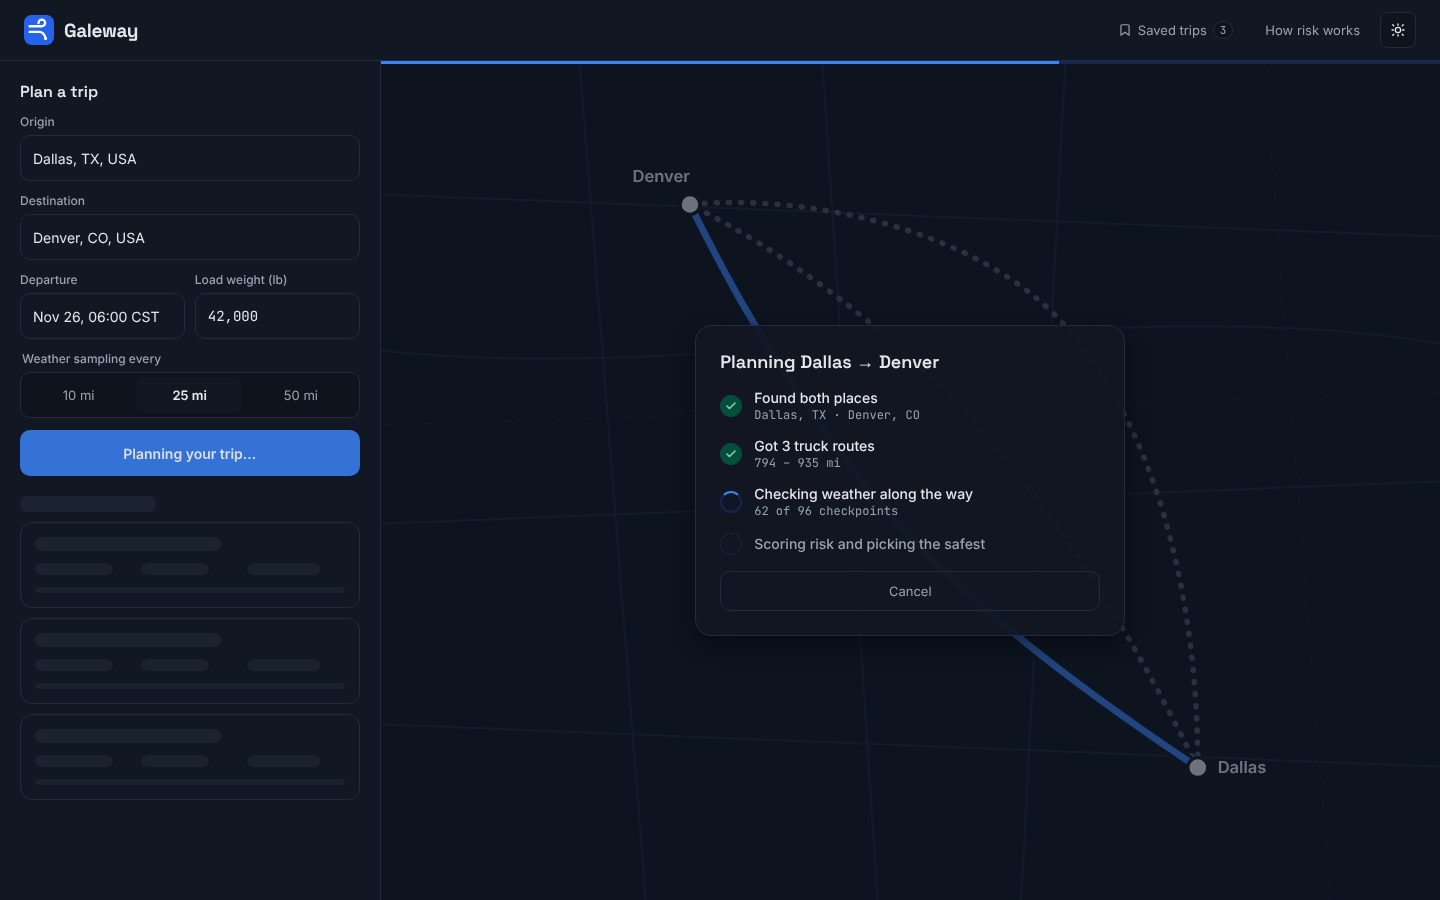 Galeway
Saved trips 3
How risk works
Plan a trip
Origin
Dallas, TX, USA
Destination
Denver, CO, USA
Departure
Load weight (lb)
Nov 26, 06:00 CST
42,000
Weather sampling every
10 mi
25 mi
50 mi
Planning your trip...
Denver
Planning Dallas → Denver
Found both places
Dallas, TX · Denver, CO
Got 3 truck routes
794 – 935 mi
Checking weather along the way
62 of 96 checkpoints
Scoring risk and picking the safest
Cancel
Dallas